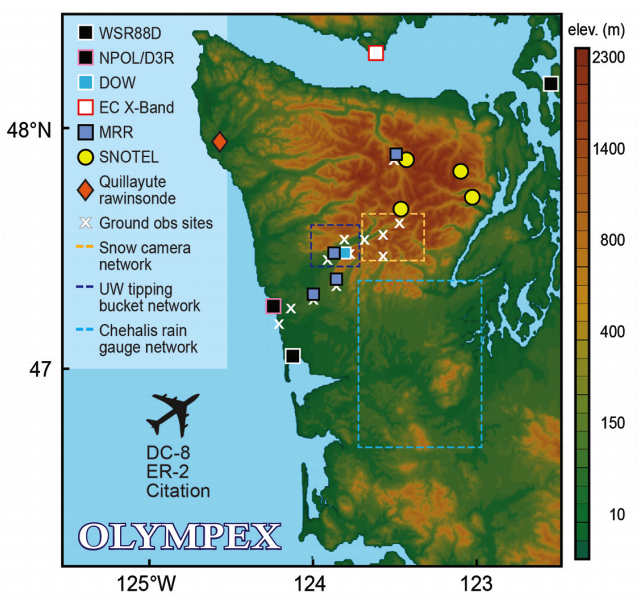 elev. (m)
WSR88D
NPOL/D3R
DOW
EC X-Band
MRR
SNOTEL
Quillayute
rawinsonde
Ground obs sites
Snow camera
network
UW tipping
bucket network
Chehalis rain
gauge network
48°N
47
DC-8
ER-2
Citation
OLYMPEX
125°W
124
123
2300
1400
800
400
150
10